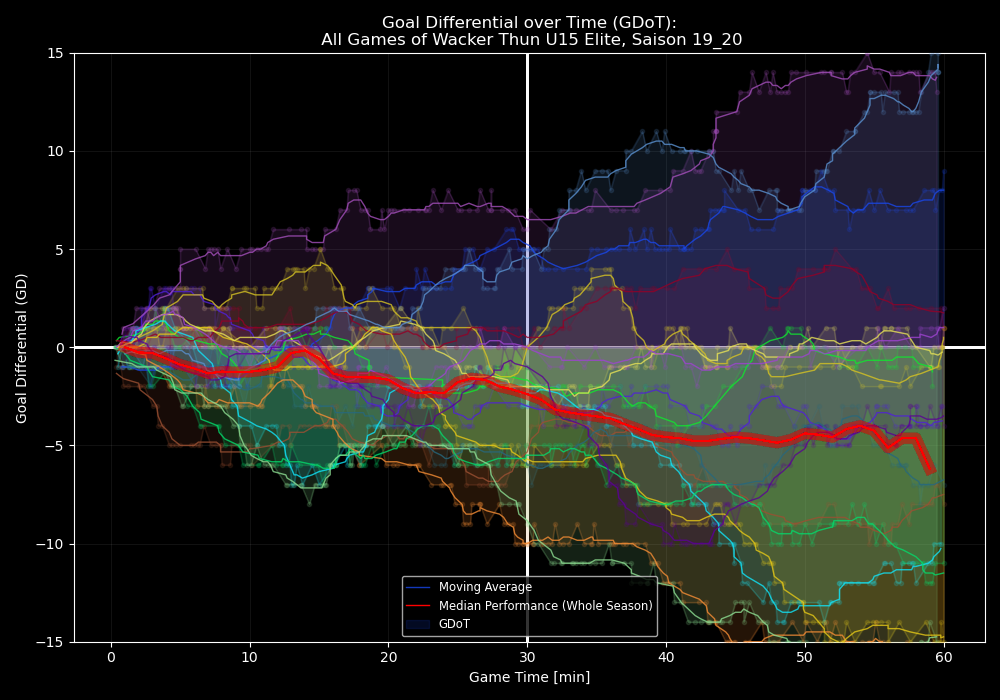 Goal Differential over Time (GDoT):
All Games of Wacker Thun U15 Elite, Saison 19_20
15
10
5
0
−5
−10
−15
Goal Differential (GD)
Moving Average
Median Performance (Whole Season)
GDoT
0 10 20 30 40 50 60
Game Time [min]